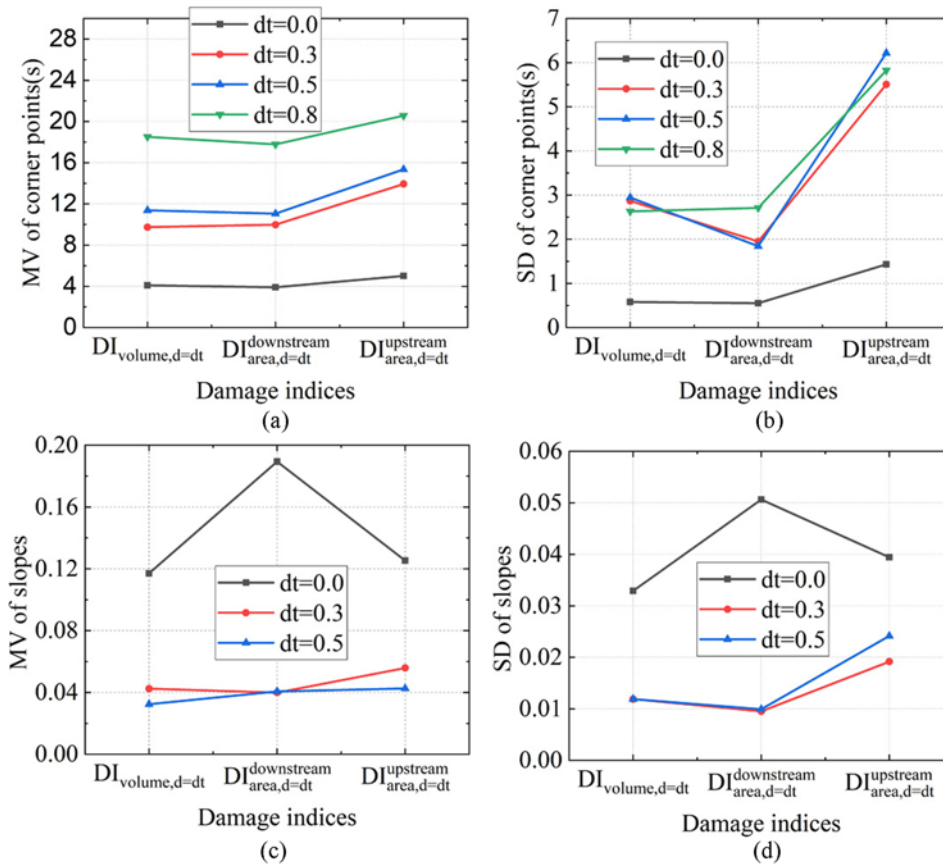 MV of corner points(s)
28
24
20
16
12
8
4
0
dt=0.0
dt=0.3
dt=0.5
dt=0.8
DIvolume,d=dt
DIdownstream area,d=dt
DIupstream area,d=dt
Damage indices
(a)
SD of corner points(s)
7
6
5
4
3
2
1
0
dt=0.0
dt=0.3
dt=0.5
dt=0.8
DIvolume,d=dt
DIdownstream area,d=dt
DIupstream area,d=dt
Damage indices
(b)
MV of slopes
0.20
0.16
0.12
0.08
0.04
0.00
dt=0.0
dt=0.3
dt=0.5
DIvolume,d=dt
DIdownstream area,d=dt
DIupstream area,d=dt
Damage indices
(c)
SD of slopes
0.06
0.05
0.04
0.03
0.02
0.01
0.00
dt=0.0
dt=0.3
dt=0.5
DIvolume,d=dt
DIdownstream area,d=dt
DIupstream area,d=dt
Damage indices
(d)